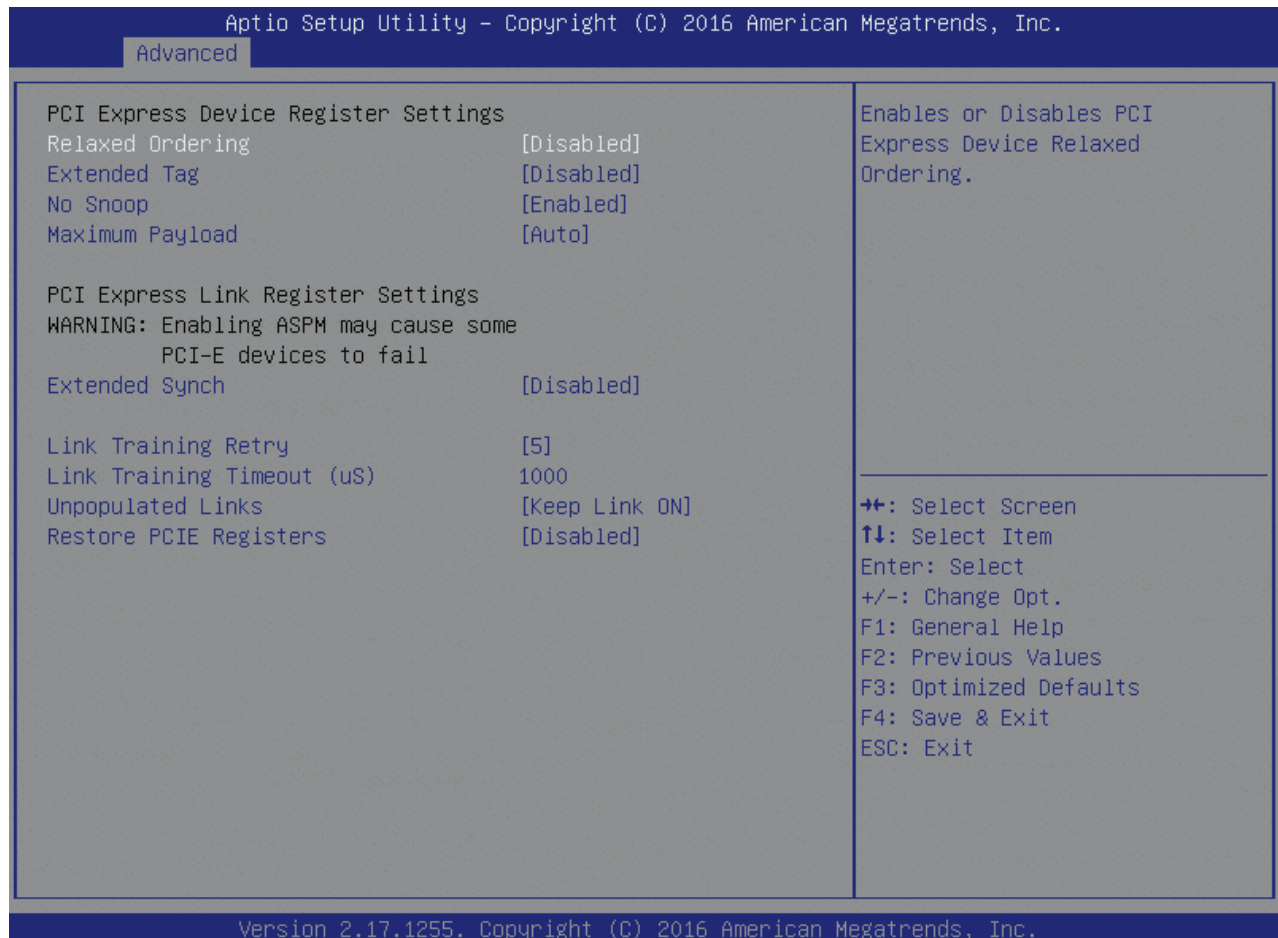 Aptio Setup Utility – Copyright (C) 2016 American Megatrends, Inc.
Advanced
PCI Express Device Register Settings
Relaxed Ordering [Disabled]
Extended Tag [Disabled]
No Snoop [Enabled]
Maximum Payload [Auto]
PCI Express Link Register Settings
WARNING: Enabling ASPM may cause some
PCI-E devices to fail
Extended Synch [Disabled]
Link Training Retry [5]
Link Training Timeout (uS) 1000
Unpopulated Links [Keep Link ON]
Restore PCIE Registers [Disabled]
Enables or Disables PCI
Express Device Relaxed
Ordering.
→←: Select Screen
↑↓: Select Item
Enter: Select
+/-: Change Opt.
F1: General Help
F2: Previous Values
F3: Optimized Defaults
F4: Save & Exit
ESC: Exit
Version 2.17.1255. Copyright (C) 2016 American Megatrends, Inc.